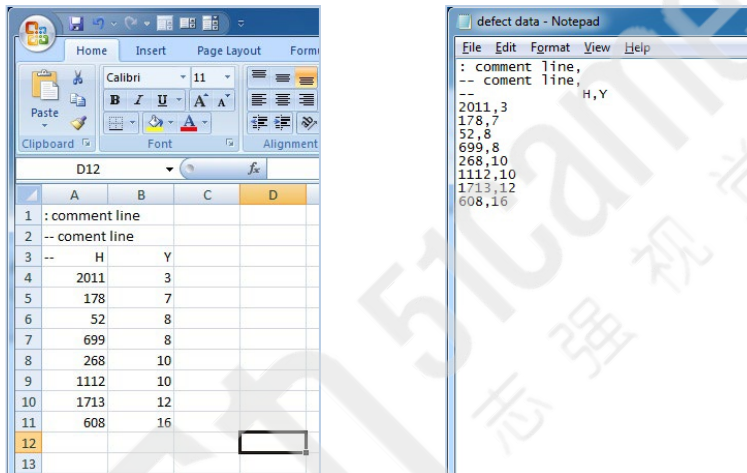 Home Insert Page Layout Form
Calibri 11
B I U A A
Paste
Clipboard Font Alignment
D12 fx
A B C D
1 : comment line
2 -- coment line
3 -- H Y
4 2011 3
5 178 7
6 52 8
7 699 8
8 268 10
9 1112 10
10 1713 12
11 608 16
12
13
defect data - Notepad
File Edit Format View Help
: comment line,
-- coment line,
-- H,Y
2011,3
178,7
52,8
699,8
268,10
1112,10
1713,12
608,16